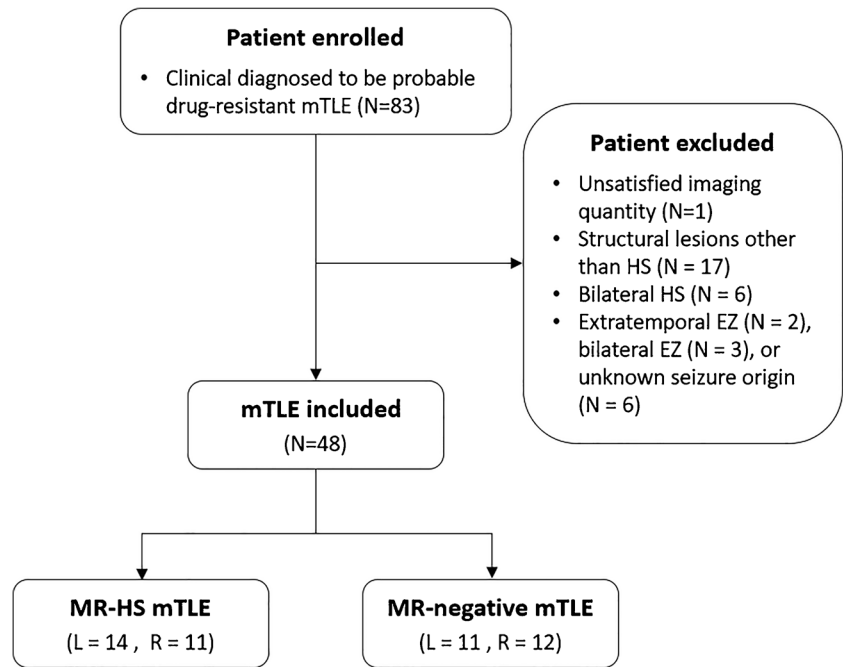 Patient enrolled
• Clinical diagnosed to be probable
drug-resistant mTLE (N=83)
Patient excluded
• Unsatisfied imaging
quantity (N=1)
• Structural lesions other
than HS (N = 17)
• Bilateral HS (N = 6)
• Extratemporal EZ (N = 2),
bilateral EZ (N = 3), or
unknown seizure origin
(N = 6)
mTLE included
(N=48)
MR-HS mTLE
(L = 14 , R = 11)
MR-negative mTLE
(L = 11 , R = 12)